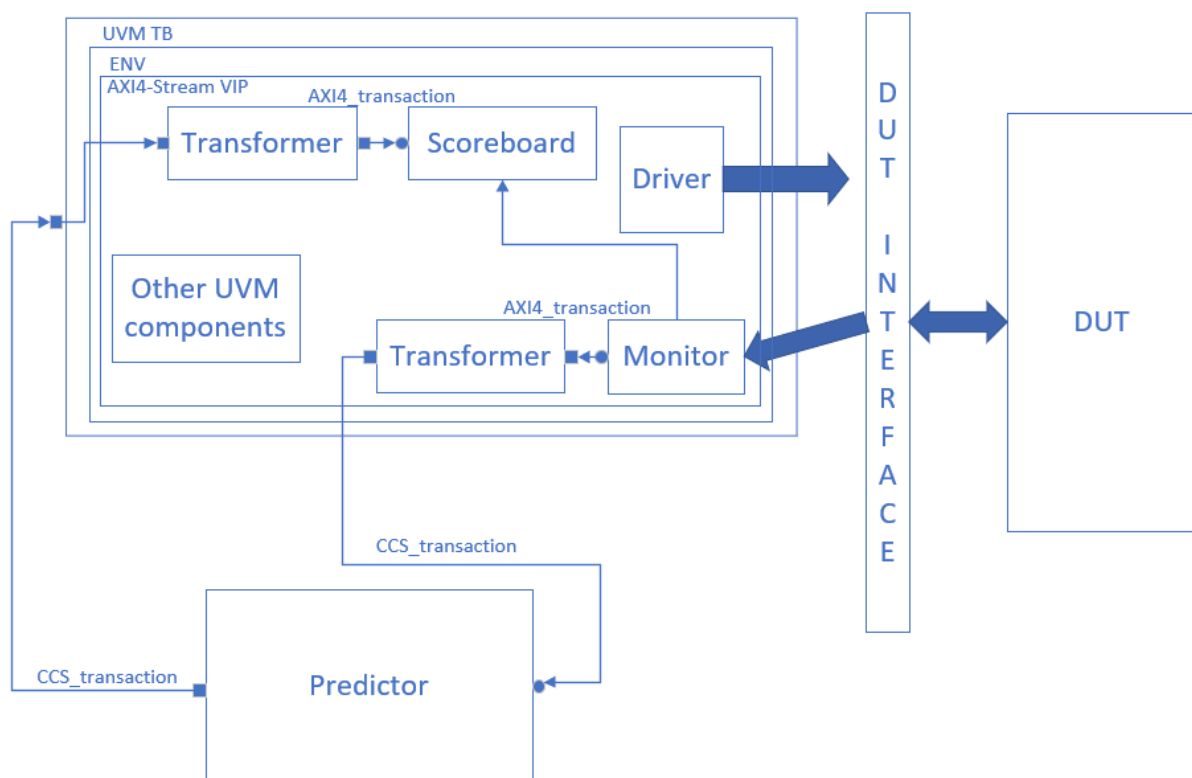 UVM TB
ENV
AXI4-Stream VIP
AXI4_transaction
Transformer
Scoreboard
Driver
Other UVM
components
AXI4_transaction
Transformer
Monitor
CCS_transaction
CCS_transaction
Predictor
D
U
T
I
N
T
E
R
F
A
C
E
DUT